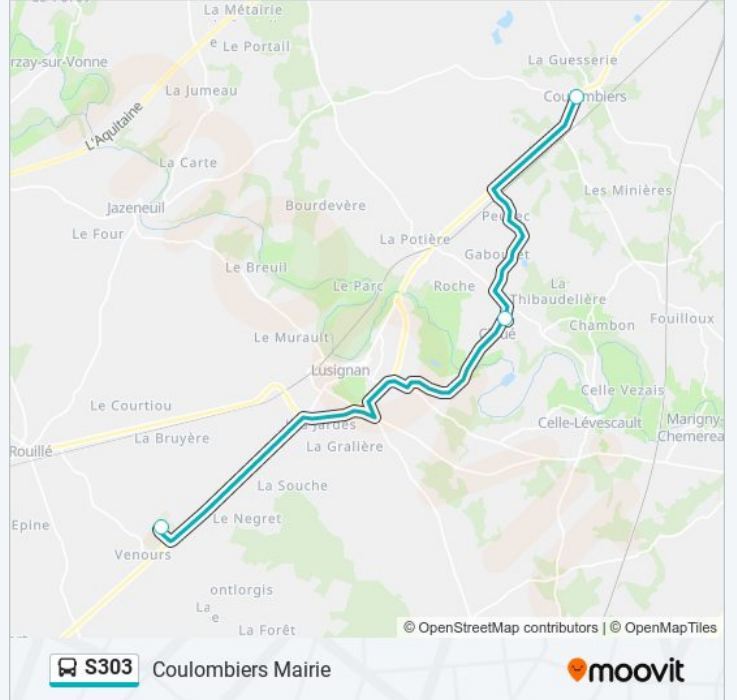 La Métairie
e Le Portail
La Guesserie
rzay-sur-Vonne
La Jumeau
Coulombiers
L'Aquitaine
La Carte
Les Minières
Jazeneuil
Bourdevère
Le Four
La Potière
Le Breuil
Le Parc
Roche
La
Thibaudelière
Chambon
Fouilloux
Le Murault
Lusignan
Celle Vezais
Le Courtiou
Celle-Lévescault
Marigny-
Chemerea
La Bruyère
La Gralière
Rouillé
La Souche
Epine
Le Negret
Venours
ontlorgis
La
e
La Forêt
© OpenStreetMap contributors | © OpenMapTiles
S303 Coulombiers Mairie
moovit